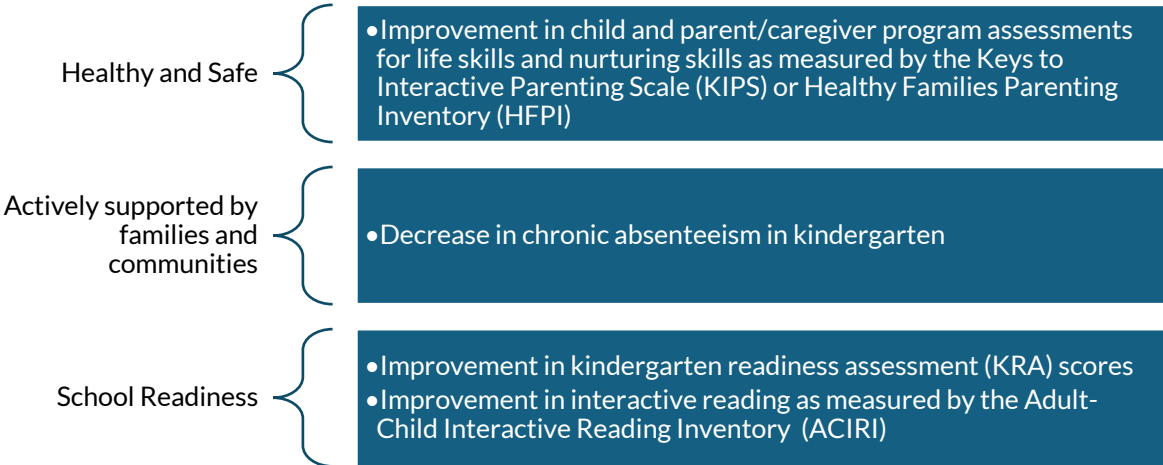 Healthy and Safe
•Improvement in child and parent/caregiver program assessments
for life skills and nurturing skills as measured by the Keys to
Interactive Parenting Scale (KIPS) or Healthy Families Parenting
Inventory (HFPI)
Actively supported by
families and
communities
•Decrease in chronic absenteeism in kindergarten
School Readiness
•Improvement in kindergarten readiness assessment (KRA) scores
•Improvement in interactive reading as measured by the Adult-
Child Interactive Reading Inventory (ACIRI)